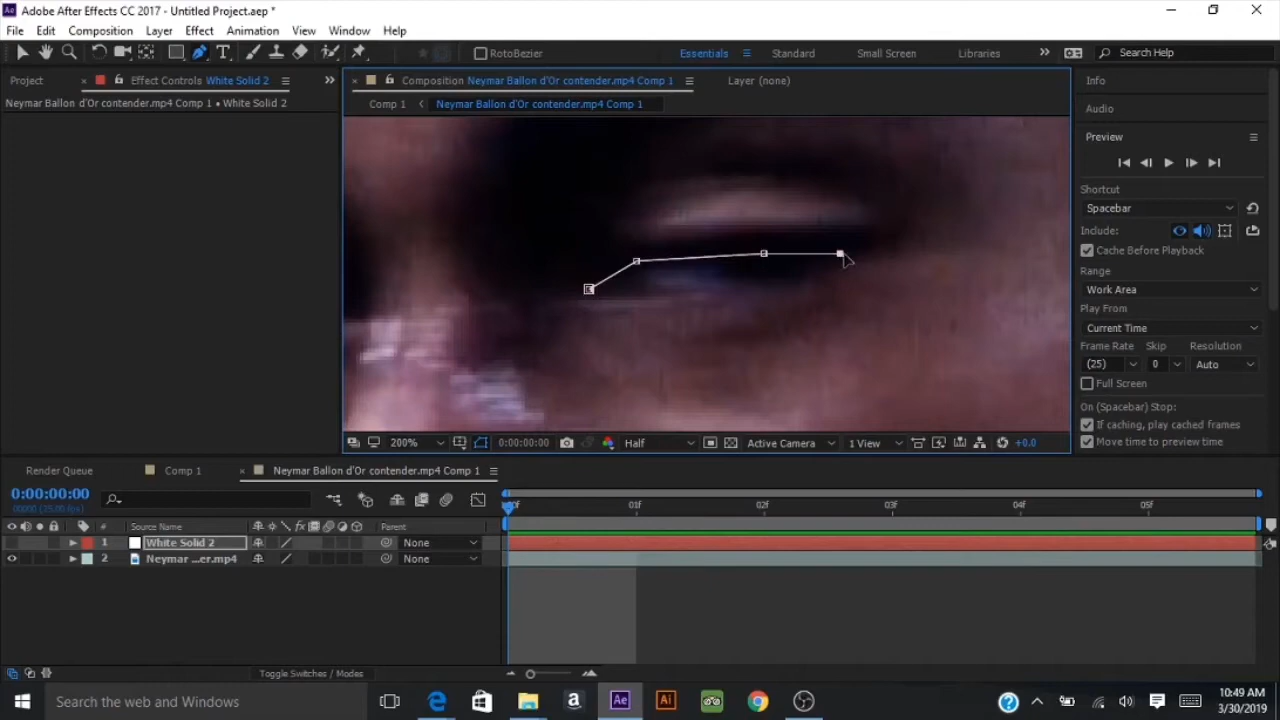 Adobe After Effects CC 2017 - Untitled Project.aep *
File Edit Composition Layer Effect Animation View Window Help
RotoBezier Essentials Standard Small Screen Libraries Search Help
Project Effect Controls White Solid 2 Composition Neymar Ballon d'Or contender.mp4 Comp 1 Layer (none) Info
Neymar Ballon d'Or contender.mp4 Comp 1 • White Solid 2 Comp 1 Neymar Ballon d'Or contender.mp4 Comp 1
Audio
Preview
Shortcut
Spacebar
Include:
Cache Before Playback
Range
Work Area
Play From
Current Time
Frame Rate Skip Resolution
(25) 0 Auto
Full Screen
On (Spacebar) Stop:
If caching, play cached frames
Move time to preview time
200% 0:00:00:00 Half Active Camera 1 View +0.0
Render Queue Comp 1 Neymar Ballon d'Or contender.mp4 Comp 1
0:00:00:00
00000 (25.00 fps)
01f 02f 03f 04f 05f
# Source Name Parent
1 White Solid 2 None
2 Neymar ...er.mp4 None
Toggle Switches / Modes
Search the web and Windows
Ae Ai
10:49 AM
3/30/2019